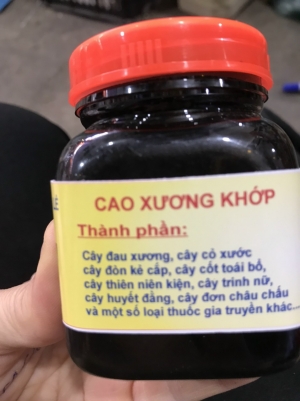 CAO XƯƠNG KHỚP
Thành phần:
Cây đau xương, cây cỏ xước
cây đòn kẻ cắp, cây cốt toái bổ,
cây thiên niên kiện, cây trinh nữ,
cây huyết đằng, cây đơn châu chấu
và một số loại thuốc gia truyền khác...